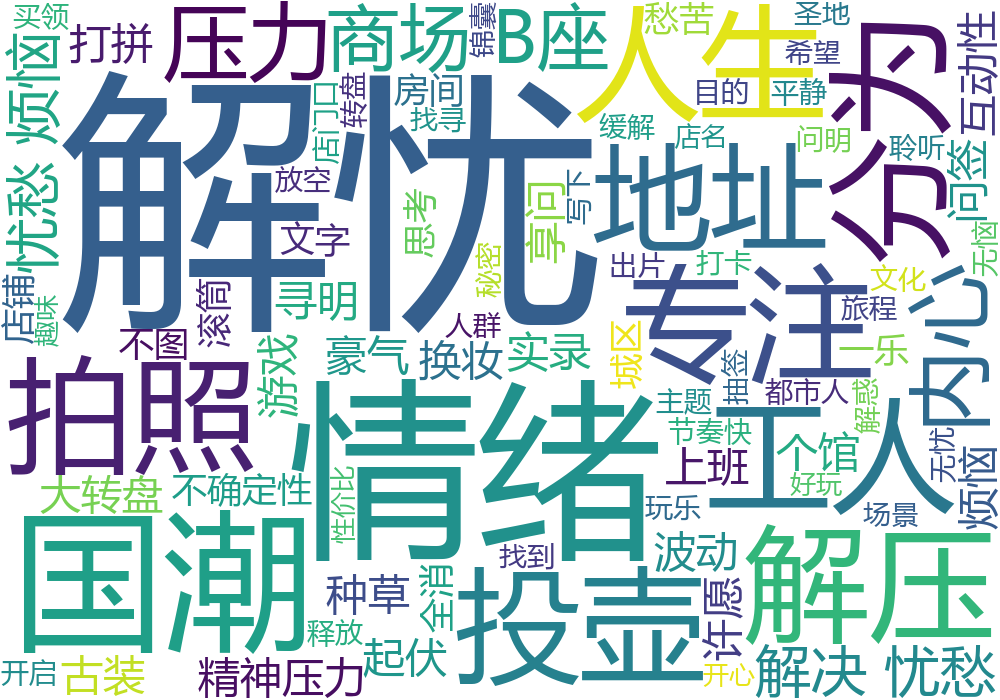 买领
打拼
压力
商场
锦囊
B座
人生
愁苦
圣地
希望
分为
互动性
烦恼
解忧
转盘
房间
找寻
目的
平静
店门口
缓解
店名
问明
聆听
问签
忧愁
放空
思考
享问
写卡
地址
文字
秘密
无恼
店铺
趣味
寻明
滚筒
出片
打卡
专注
文化
旅程
内心
不图
人群
豪气
换妆
实录
城区
一乐
游戏
抽签
都市人
解惑
拍照
情绪
主题
节奏快
工人
无忧
个馆
上班
好玩
烦恼
大转盘
不确定性
性价比
玩乐
场景
国潮
找到
波动
解压
种草
全消
投壶
许愿
释放
起伏
开启
古装
精神压力
开心
解决
忧愁